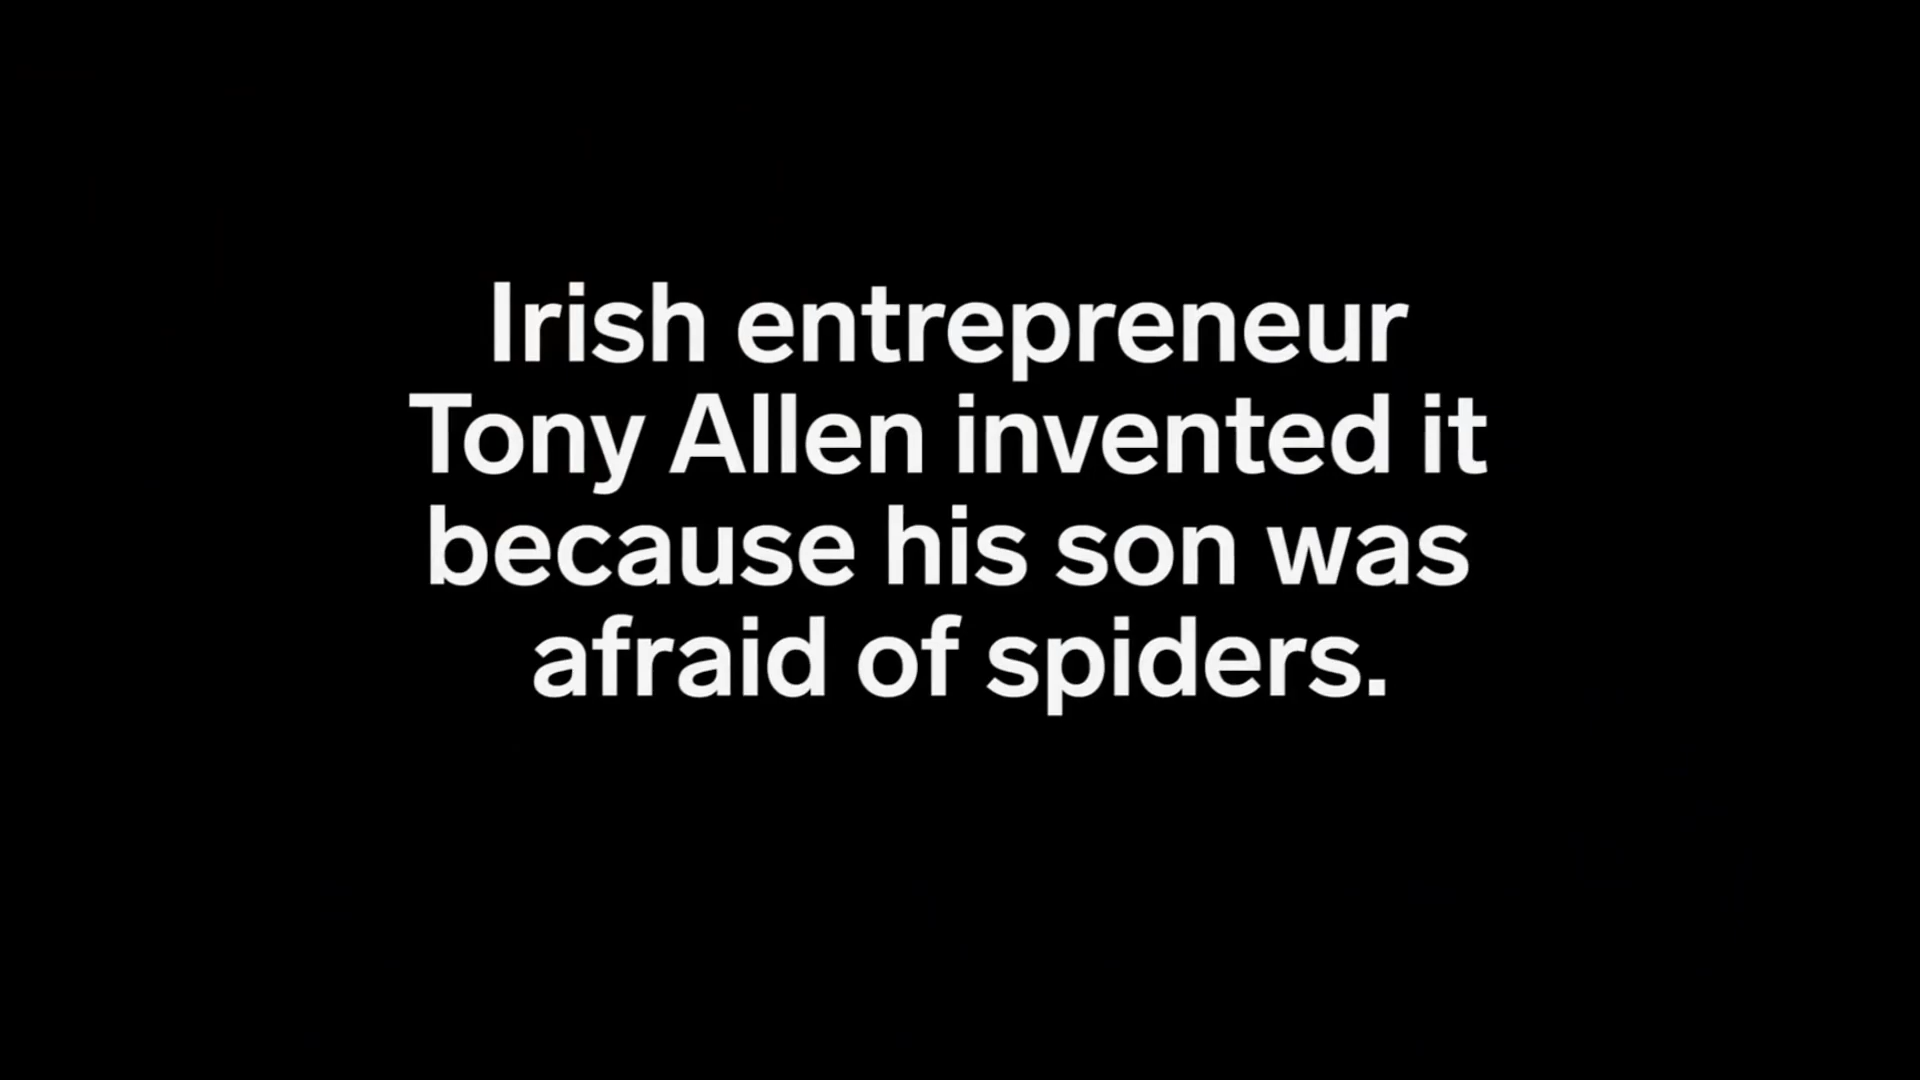 Irish entrepreneur
Tony Allen invented it
because his son was
afraid of spiders.